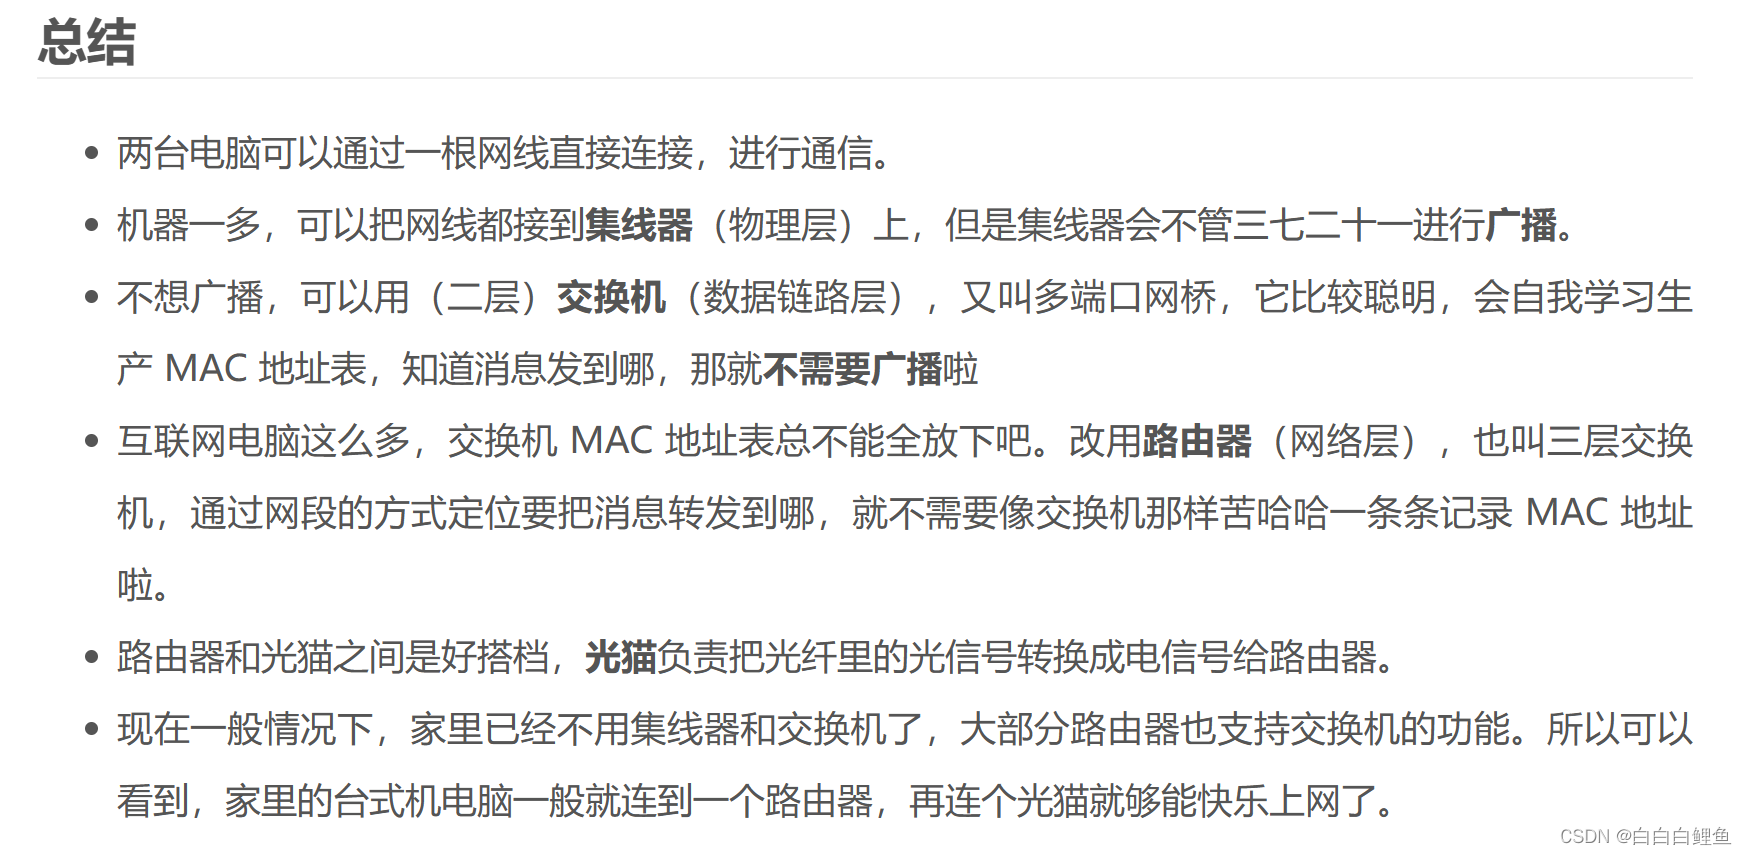 总结
两台电脑可以通过一根网线直接连接，进行通信。
机器一多，可以把网线都接到集线器（物理层）上，但是集线器会不管三七二十一进行广播。
不想广播，可以用（二层）交换机（数据链路层），又叫多端口网桥，它比较聪明，会自我学习生
产 MAC 地址表，知道消息发到哪，那就不需要广播啦
互联网电脑这么多，交换机 MAC 地址表总不能全放下吧。改用路由器（网络层），也叫三层交换
机，通过网段的方式定位要把消息转发到哪，就不需要像交换机那样苦哈哈一条条记录 MAC 地址
啦。
路由器和光猫之间是好搭档，光猫负责把光纤里的光信号转换成电信号给路由器。
现在一般情况下，家里已经不用集线器和交换机了，大部分路由器也支持交换机的功能。所以可以
看到，家里的台式机电脑一般就连到一个路由器，再连个光猫就够能快乐上网了。
CSDN @白白白鲤鱼